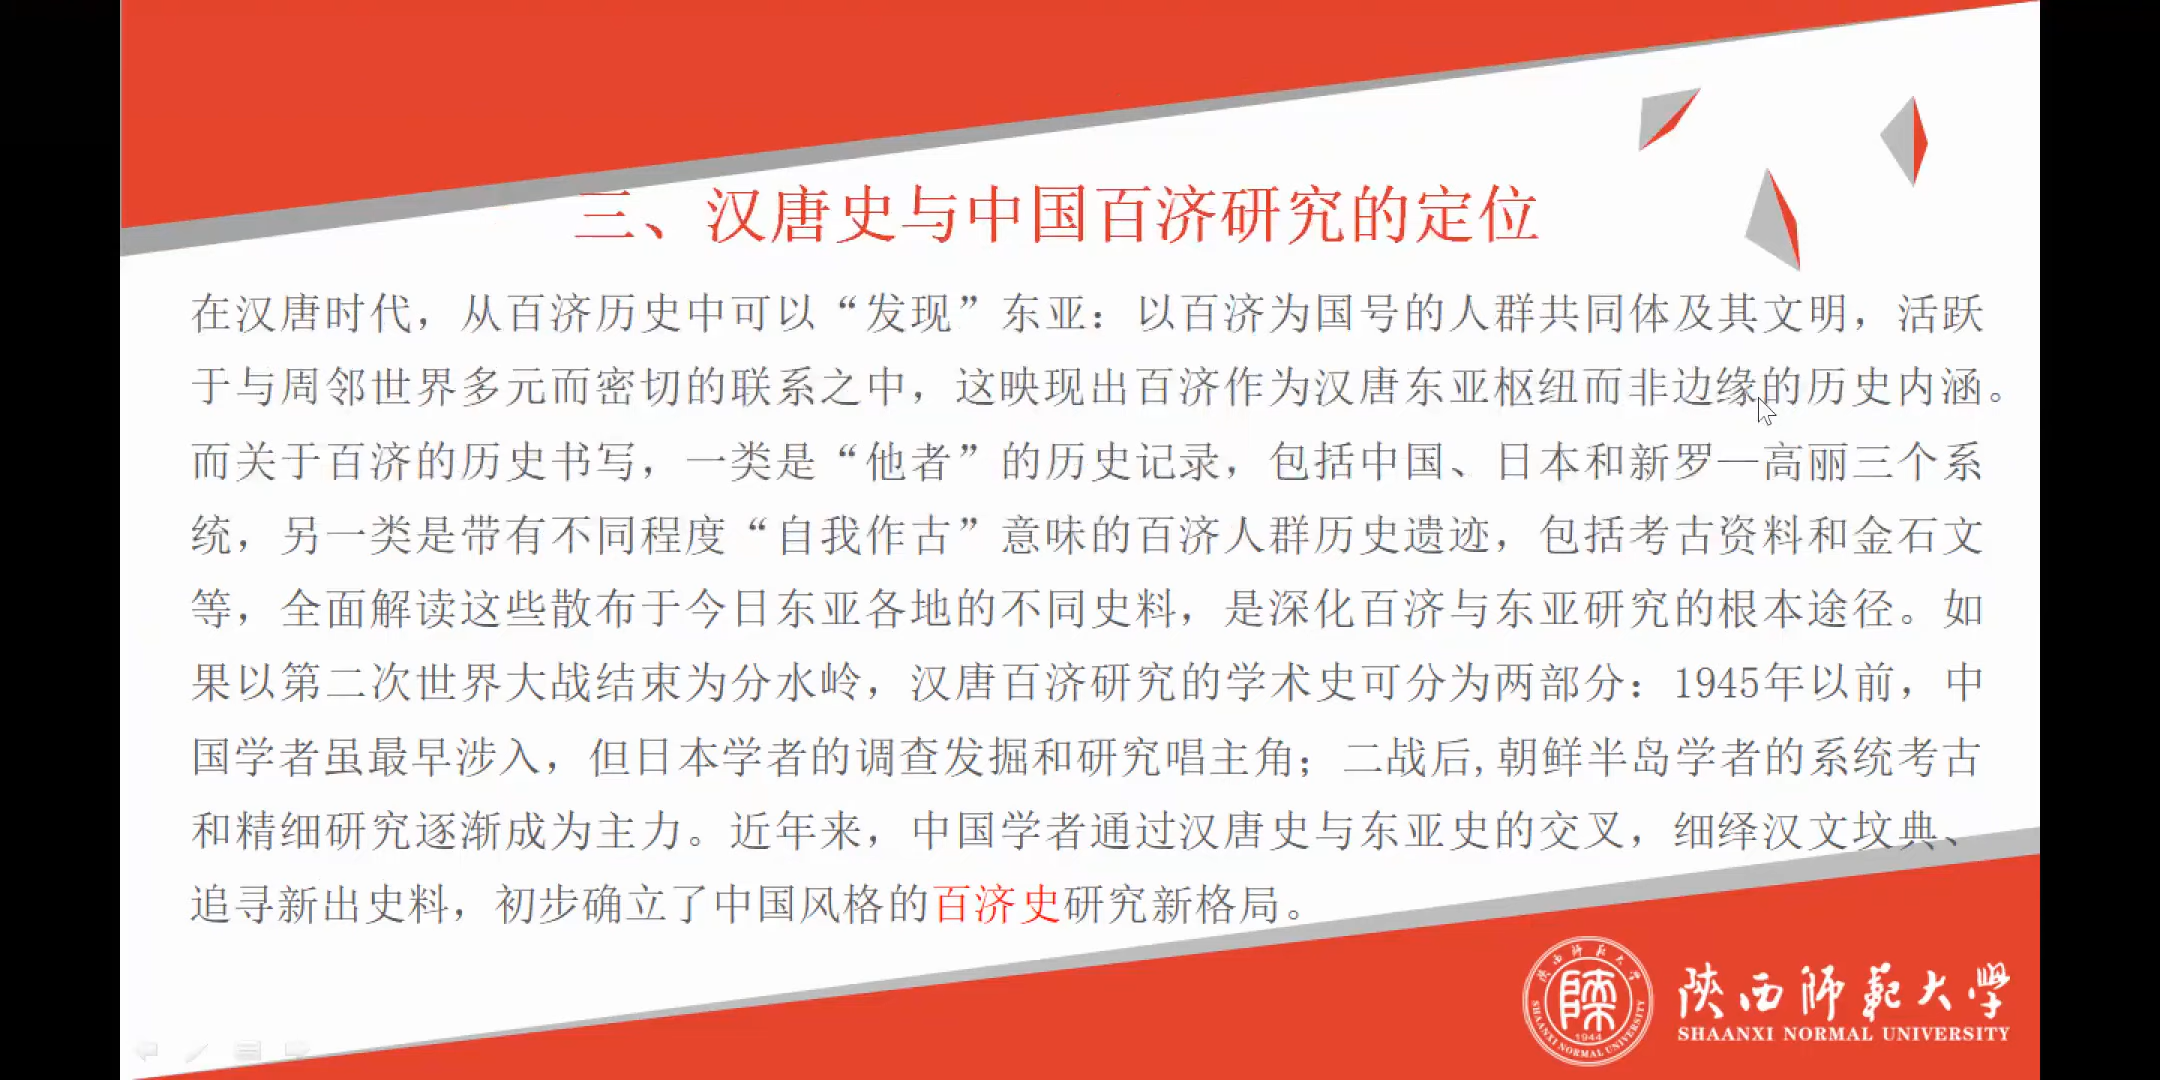 三、汉唐史与中国百济研究的定位
在汉唐时代，从百济历史中可以“发现”东亚：以百济为国号的人群共同体及其文明，活跃
于与周邻世界多元而密切的联系之中，这映现出百济作为汉唐东亚枢纽而非边缘的历史内涵。
而关于百济的历史书写，一类是“他者”的历史记录，包括中国、日本和新罗—高丽三个系
统，另一类是带有不同程度“自我作古”意味的百济人群历史遗迹，包括考古资料和金石文
等，全面解读这些散布于今日东亚各地的不同史料，是深化百济与东亚研究的根本途径。如
果以第二次世界大战结束为分水岭，汉唐百济研究的学术史可分为两部分：1945年以前，中
国学者虽最早涉入，但日本学者的调查发掘和研究唱主角；二战后,朝鲜半岛学者的系统考古
和精细研究逐渐成为主力。近年来，中国学者通过汉唐史与东亚史的交叉，细绎汉文坟典、
追寻新出史料，初步确立了中国风格的百济史研究新格局。
陕西师范大学
SHAANXI NORMAL UNIVERSITY
1944
陝西師範大學
SHAANXI NORMAL UNIVERSITY